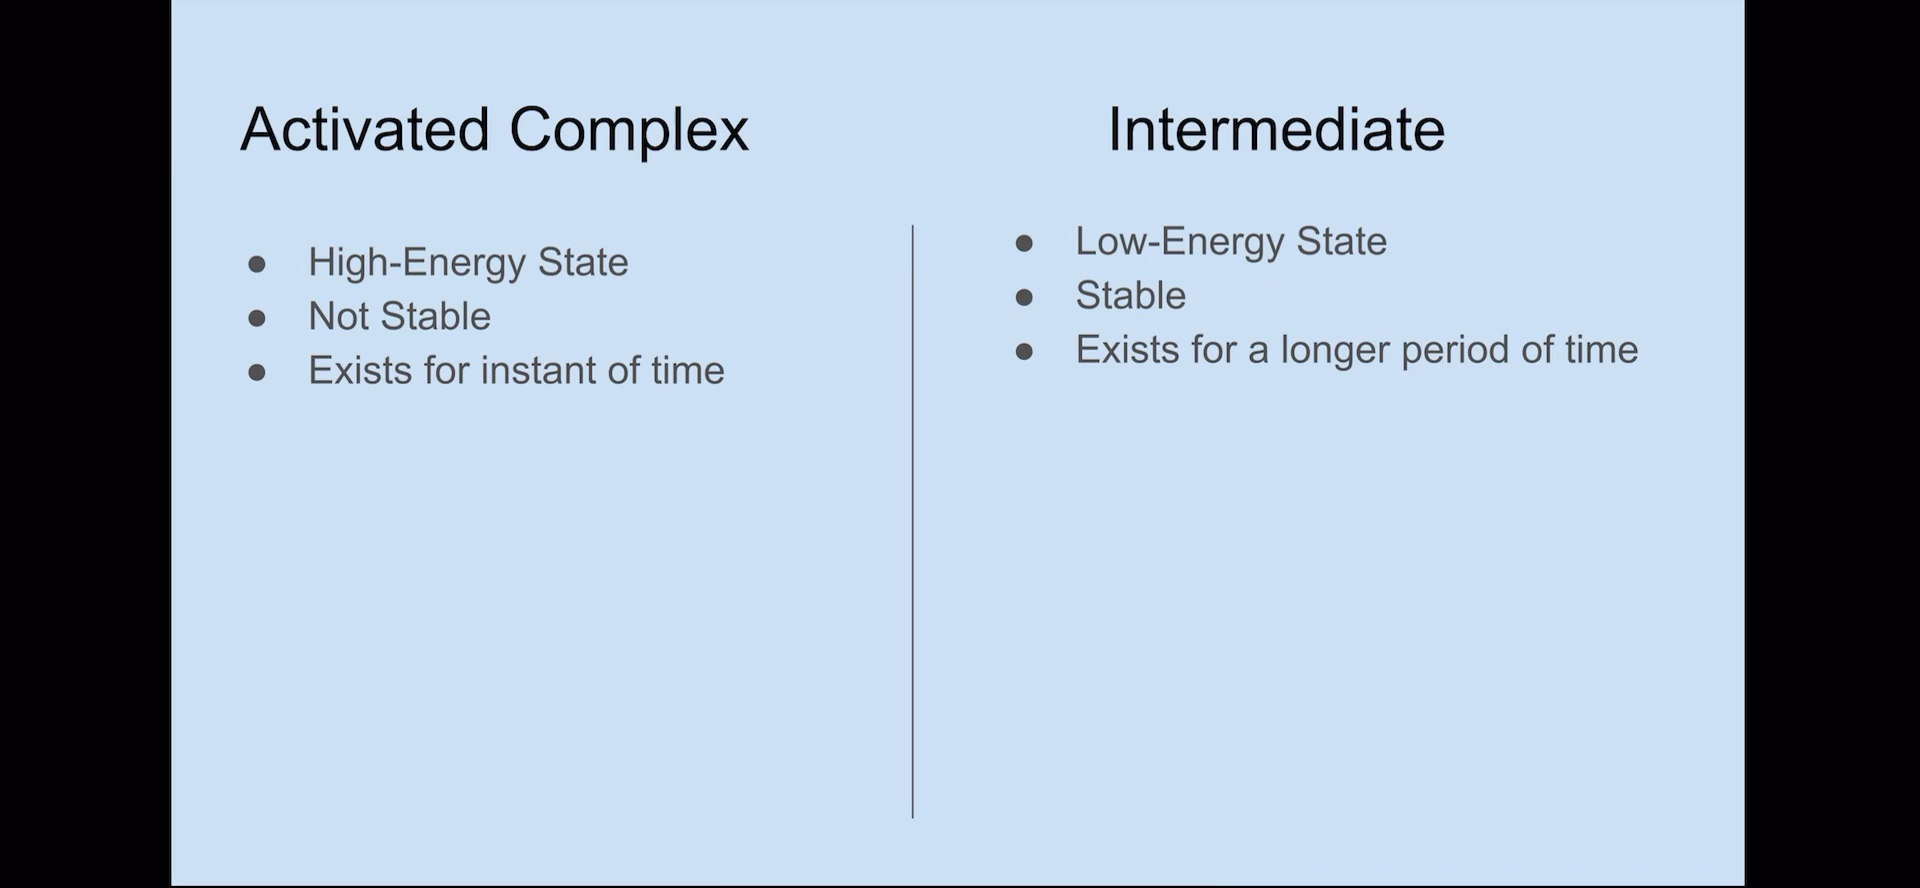 Activated Complex
● High-Energy State
● Not Stable
● Exists for instant of time
Intermediate
● Low-Energy State
● Stable
● Exists for a longer period of time